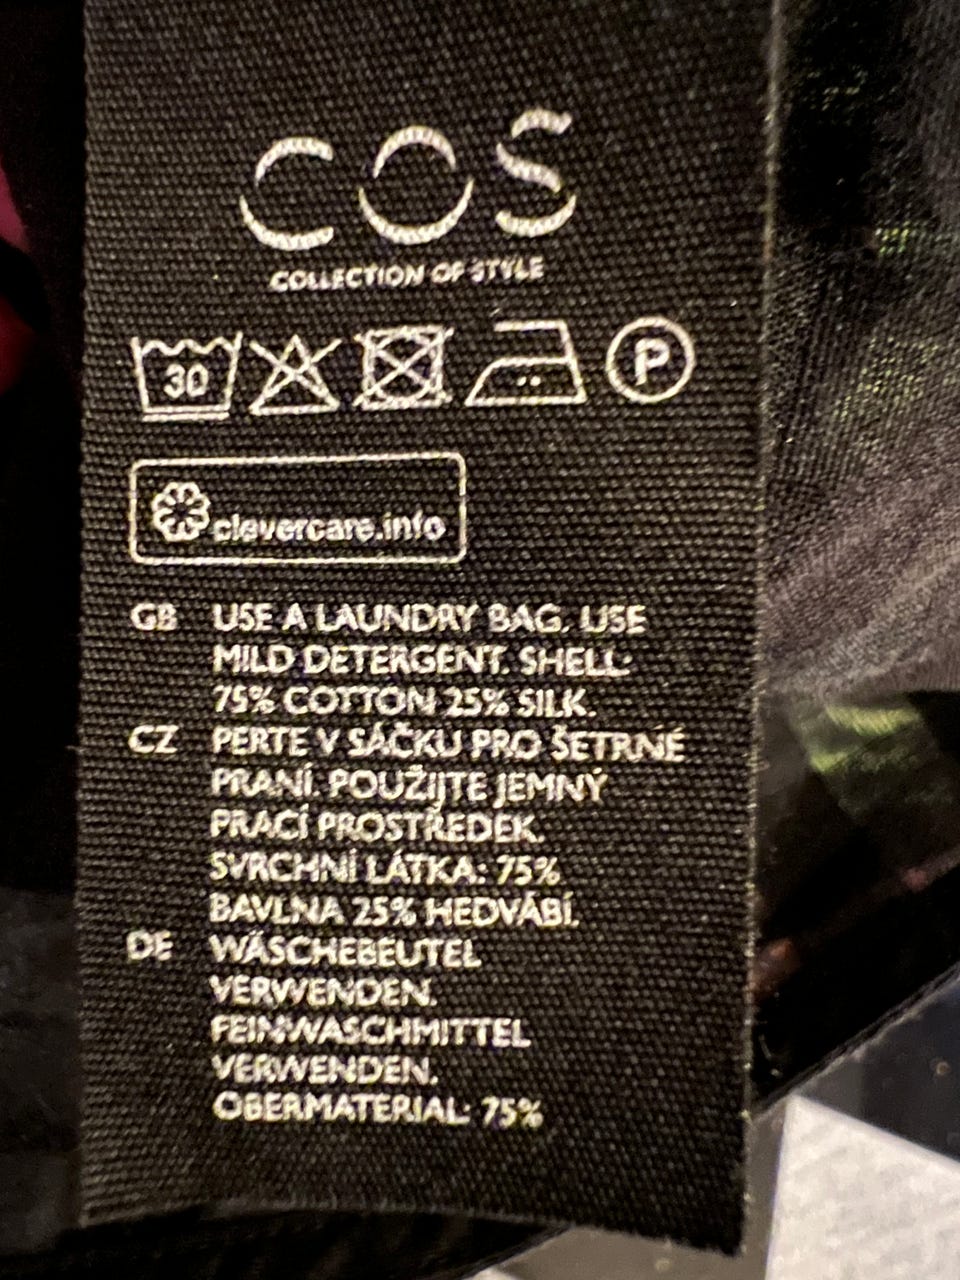 COS
COLLECTION OF STYLE
30 P
clevercare.info
GB USE A LAUNDRY BAG. USE
MILD DETERGENT. SHELL:
75% COTTON 25% SILK.
CZ PERTE V SÁČKU PRO ŠETRNÉ
PRANÍ. POUŽIJTE JEMNÝ
PRACÍ PROSTŘEDEK.
SVRCHNÍ LÁTKA: 75%
BAVLNA 25% HEDVÁBÍ.
DE WÄSCHEBEUTEL
VERWENDEN.
FEINWASCHMITTEL
VERWENDEN.
OBERMATERIAL: 75%